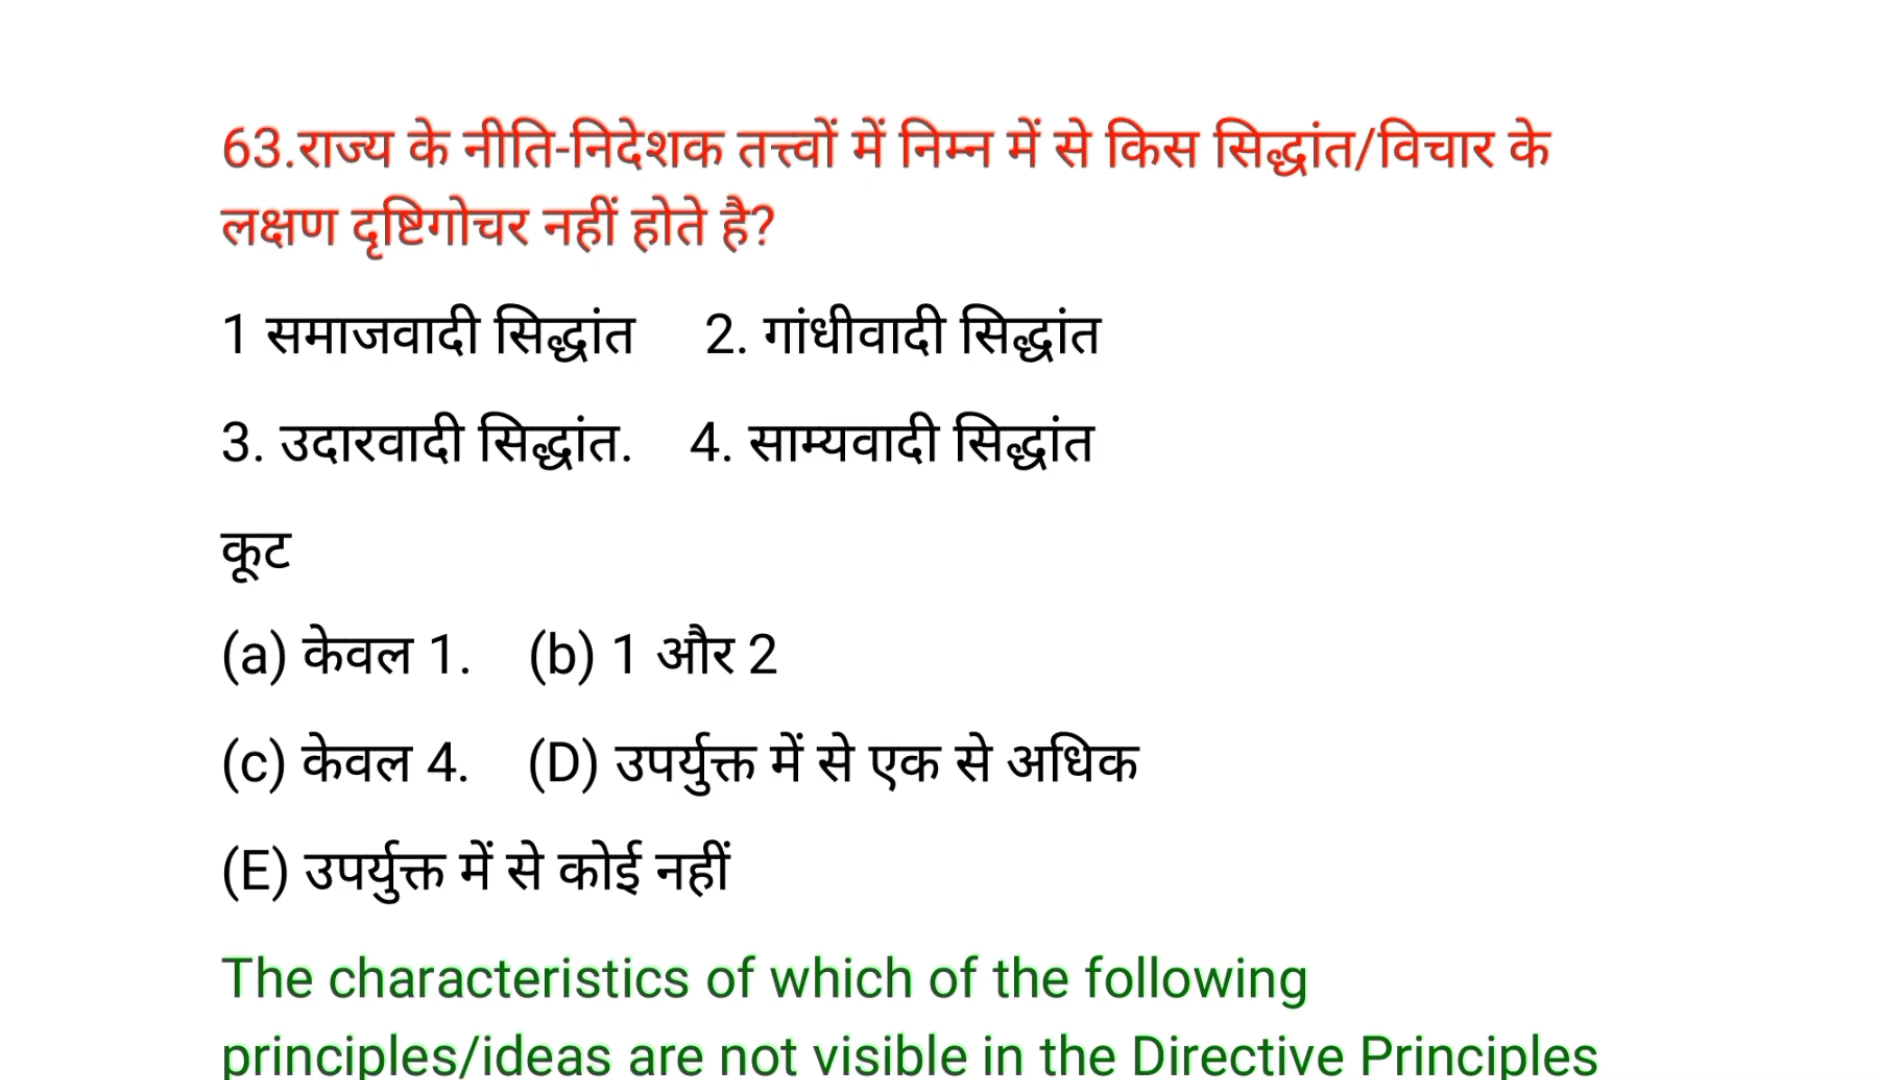 63.राज्य के नीति-निदेशक तत्त्वों में निम्न में से किस सिद्धांत/विचार के
लक्षण दृष्टिगोचर नहीं होते है?
1 समाजवादी सिद्धांत 2. गांधीवादी सिद्धांत
3. उदारवादी सिद्धांत. 4. साम्यवादी सिद्धांत
कूट
(a) केवल 1. (b) 1 और 2
(c) केवल 4. (D) उपर्युक्त में से एक से अधिक
(E) उपर्युक्त में से कोई नहीं
The characteristics of which of the following
principles/ideas are not visible in the Directive Principles